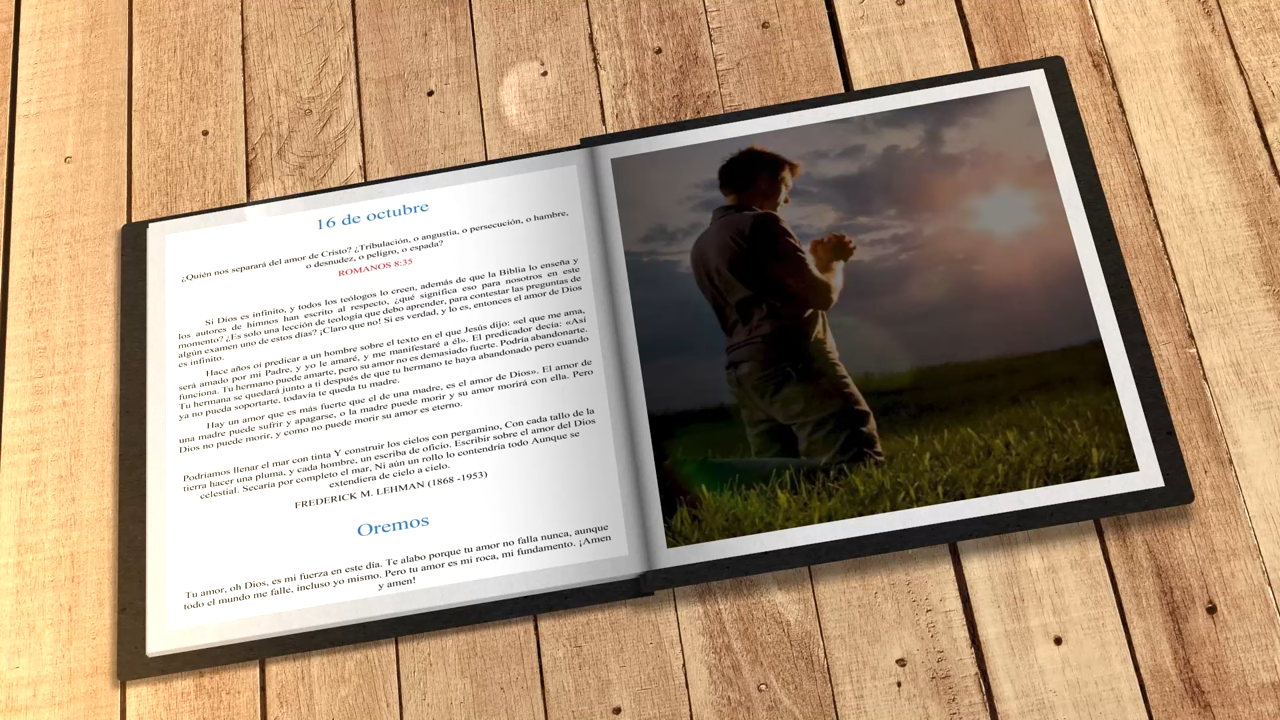 16 de octubre
¿Quién nos separará del amor de Cristo? ¿Tribulación, o angustia, o persecución, o hambre,
o desnudez, o peligro, o espada?
ROMANOS 8:35
Si Dios es infinito, y todos los teólogos lo creen, además de que la Biblia lo enseña y
los autores de himnos han escrito al respecto, ¿qué significa eso para nosotros en este
momento? ¿Es solo una lección de teología que debo aprender, para contestar las preguntas de
algún examen uno de estos días? ¡Claro que no! Si es verdad, y lo es, entonces el amor de Dios
es infinito.
Hace años oí predicar a un hombre sobre el texto en el que Jesús dijo: «el que me ama,
será amado por mi Padre, y yo le amaré, y me manifestaré a él». El predicador decía: «Así
funciona. Tu hermano puede amarte, pero su amor no es demasiado fuerte. Podría abandonarte.
Tu hermana se quedará junto a ti después de que tu hermano te haya abandonado pero cuando
ya no pueda soportarte, todavía te queda tu madre.
Hay un amor que es más fuerte que el de una madre, es el amor de Dios». El amor de
una madre puede sufrir y apagarse, o la madre puede morir y su amor morirá con ella. Pero
Dios no puede morir, y como no puede morir su amor es eterno.
Podríamos llenar el mar con tinta Y construir los cielos con pergamino, Con cada tallo de la
tierra hacer una pluma, y cada hombre, un escriba de oficio. Escribir sobre el amor del Dios
celestial. Secaría por completo el mar, Ni aún un rollo lo contendría todo Aunque se
extendiera de cielo a cielo.
FREDERICK M. LEHMAN (1868 -1953)
Oremos
Tu amor, oh Dios, es mi fuerza en este día. Te alabo porque tu amor no falla nunca, aunque
todo el mundo me falle, incluso yo mismo. Pero tu amor es mi roca, mi fundamento. ¡Amen
y amen!